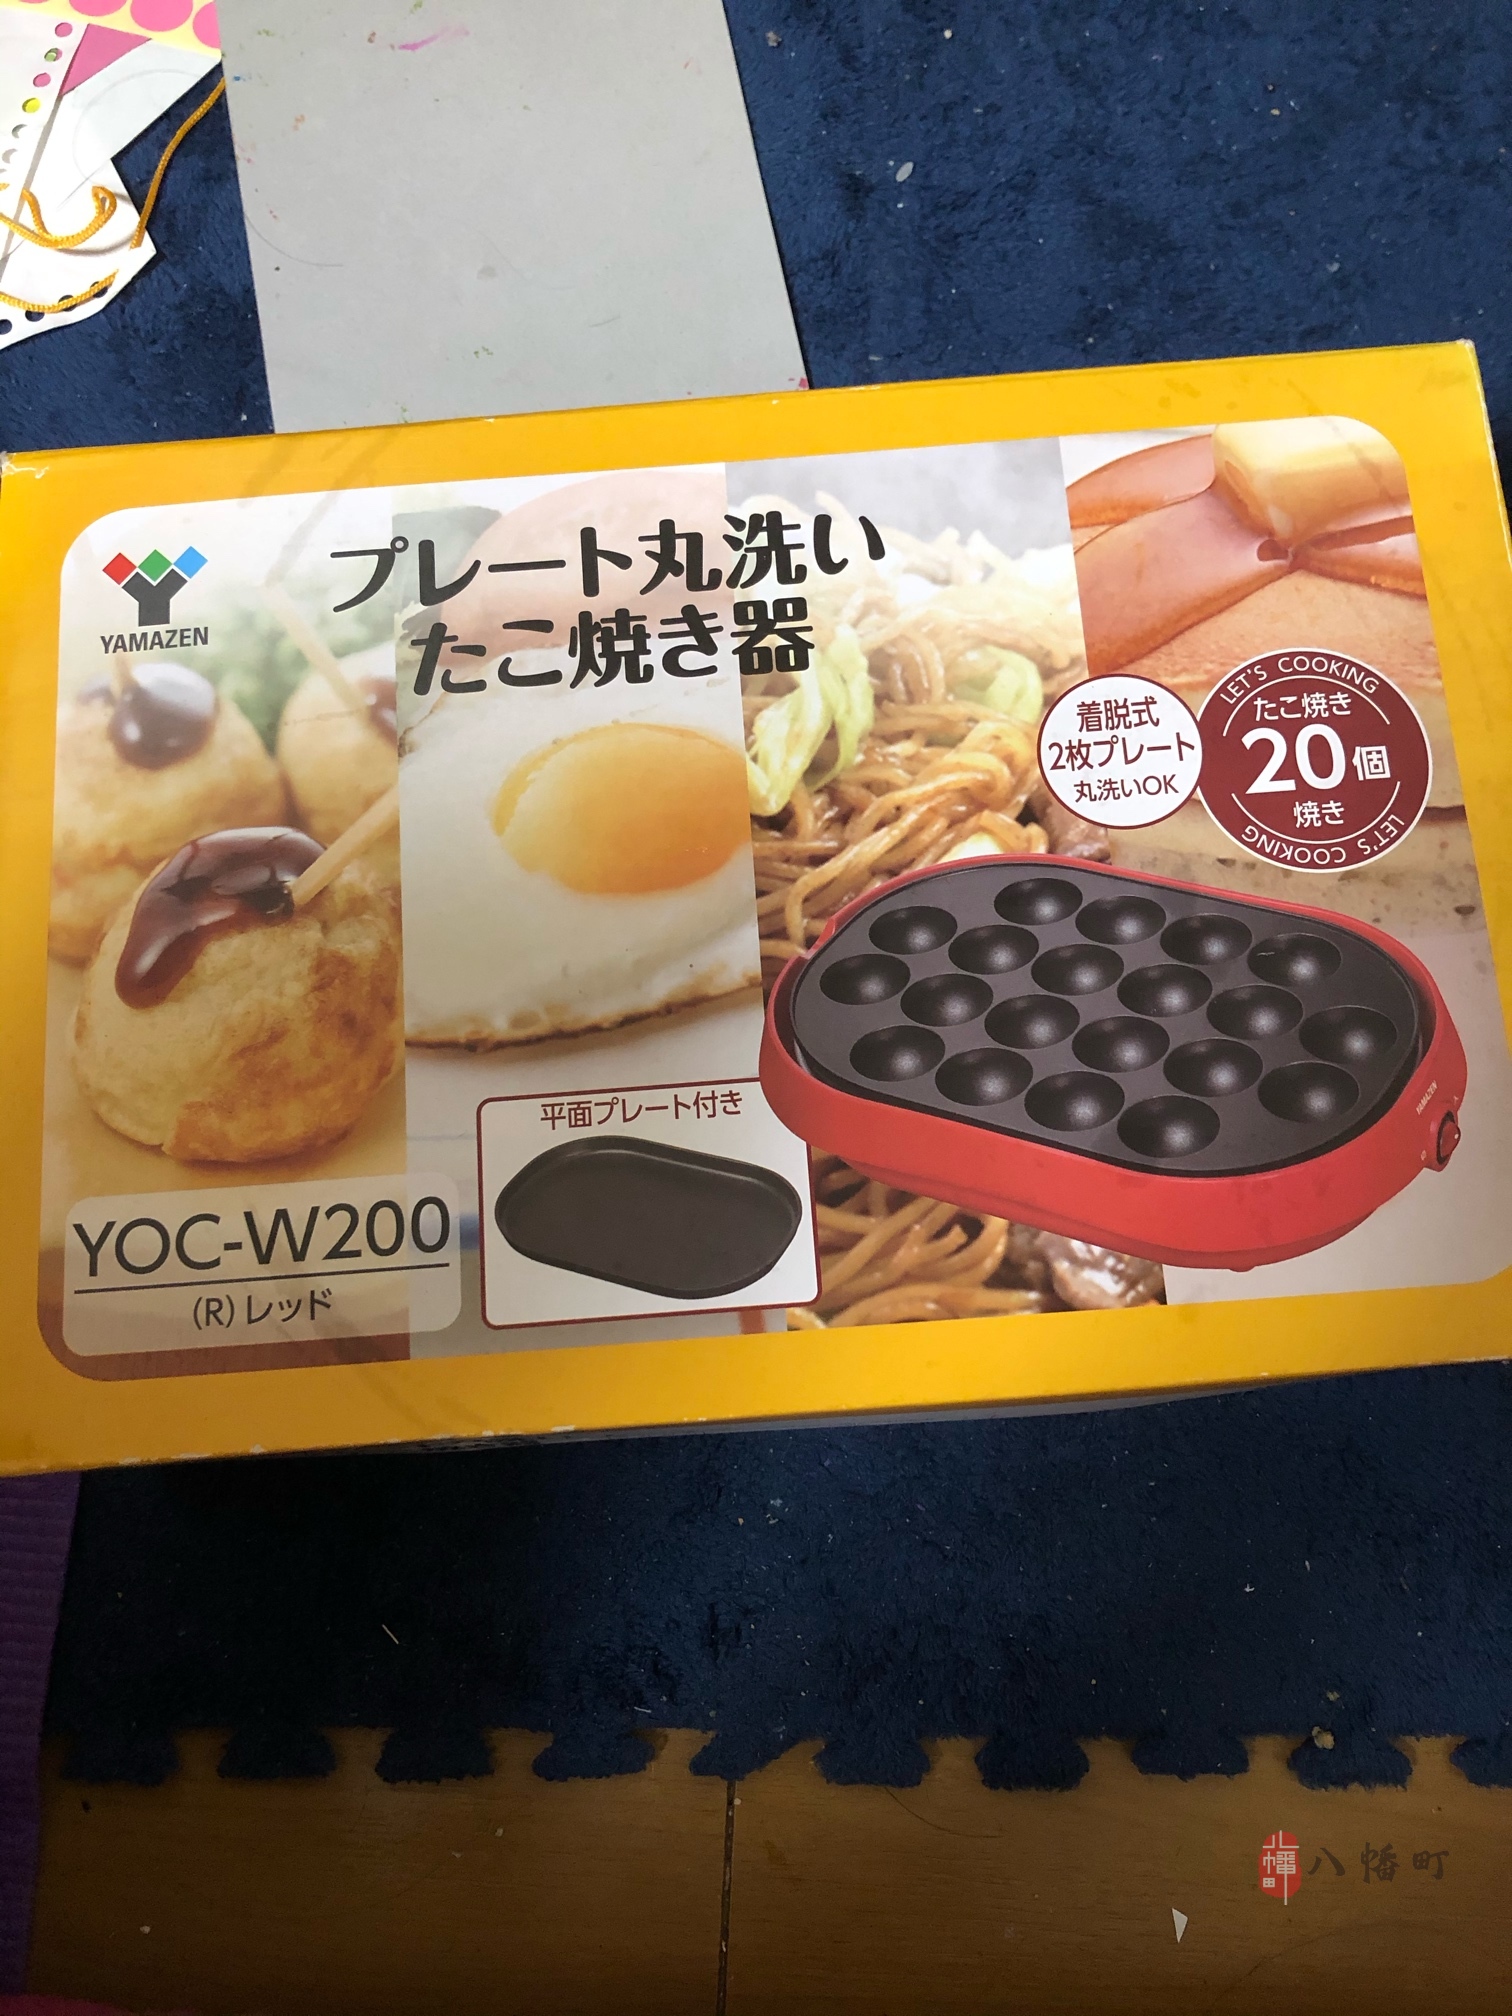 YAMAZEN
プレート丸洗い
たこ焼き器
着脱式
2枚プレート
丸洗いOK
LET'S COOKING
たこ焼き
20個
焼き
LET'S COOKING
平面プレート付き
YAMAZEN
YOC-W200
(R)レッド
八幡町
八幡町